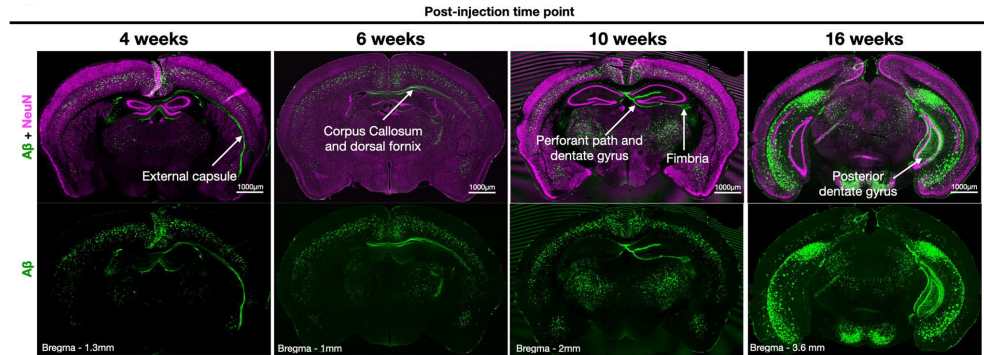 Post-injection time point
4 weeks
6 weeks
10 weeks
16 weeks
Aβ + NeuN
External capsule
1000µm
Corpus Callosum
and dorsal fornix
1000µm
Perforant path and
dentate gyrus
Fimbria
1000µm
Posterior
dentate gyrus
1000µm
Aβ
Bregma - 1.3mm
Bregma - 1mm
Bregma - 2mm
Bregma - 3.6 mm